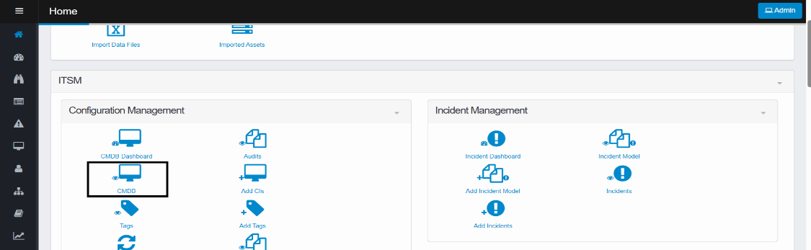 Home
Admin
Import Data Files
Imported Assets
ITSM
Configuration Management
Incident Management
CMDB Dashboard
Audits
Incident Dashboard
Incident Model
CMDB
Add CIs
Add Incident Model
Incidents
Tags
Add Tags
Add Incidents